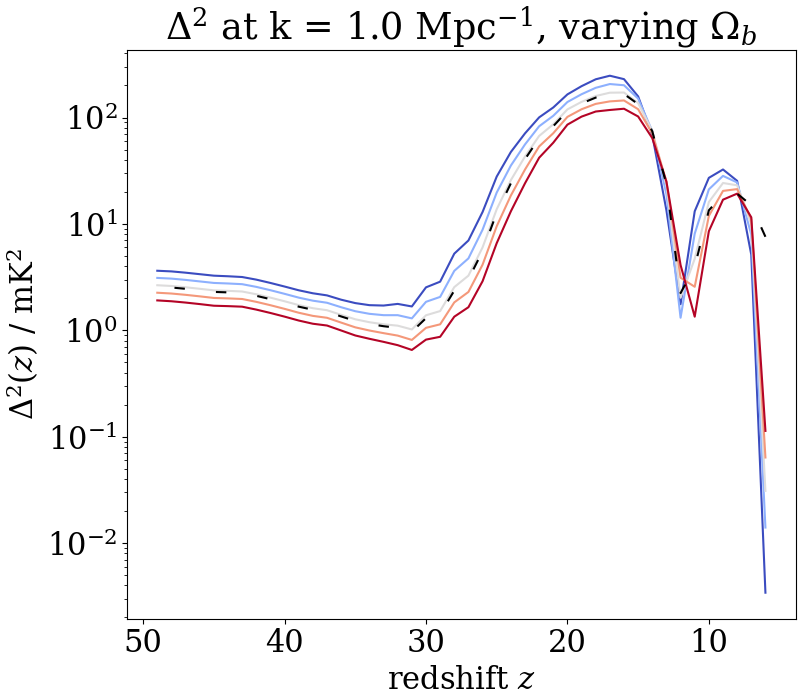 Δ² at k = 1.0 Mpc⁻¹, varying Ω_b
Δ²(z) / mK²
10²
10¹
10⁰
10⁻¹
10⁻²
50 40 30 20 10
redshift z